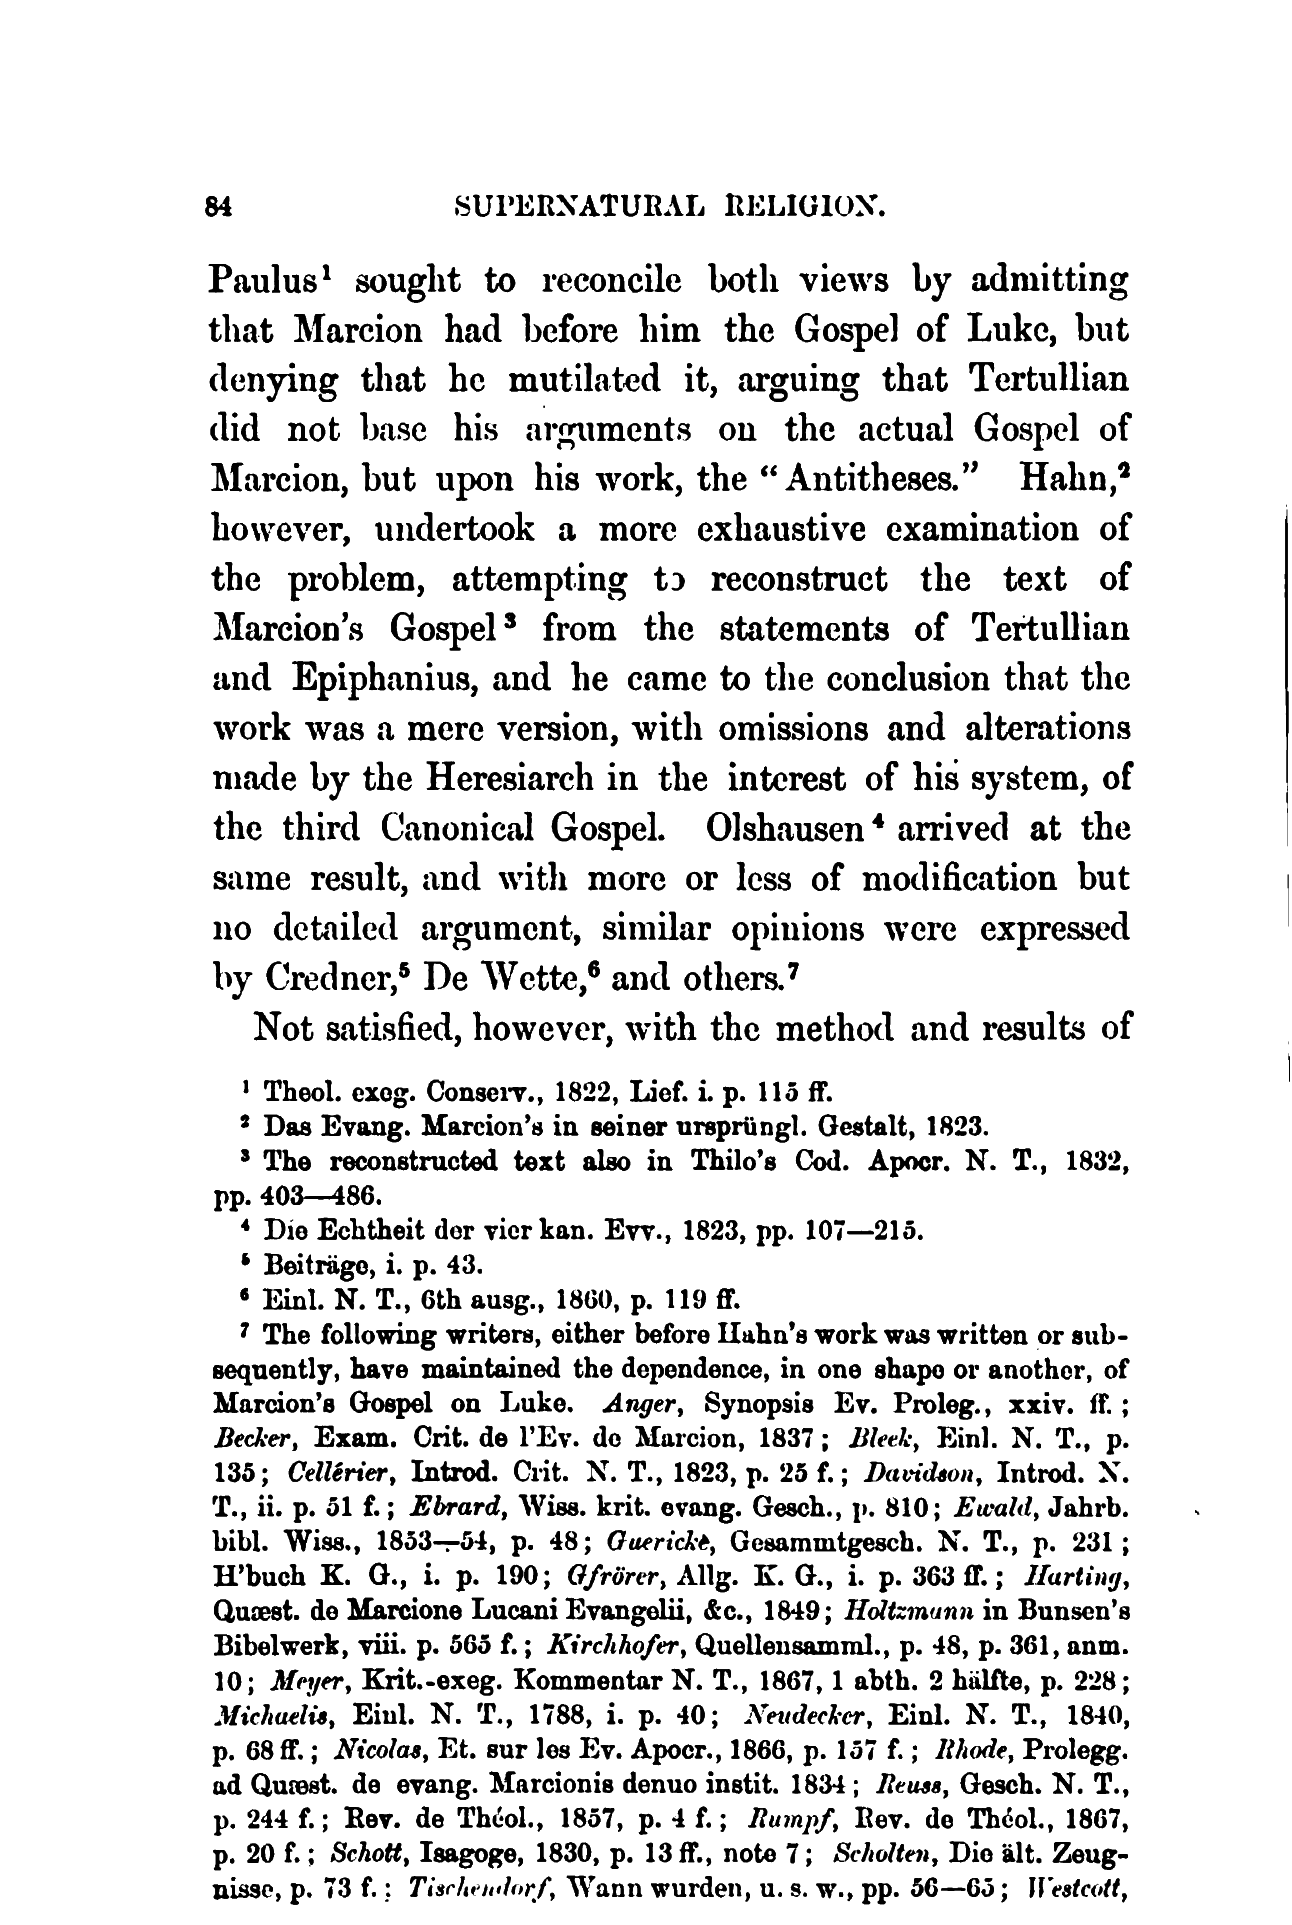 84 SUPERNATURAL RELIGION.
Paulus¹ sought to reconcile both views by admitting
that Marcion had before him the Gospel of Luke, but
denying that he mutilated it, arguing that Tertullian
did not base his arguments on the actual Gospel of
Marcion, but upon his work, the “Antitheses.” Hahn,²
however, undertook a more exhaustive examination of
the problem, attempting to reconstruct the text of
Marcion's Gospel³ from the statements of Tertullian
and Epiphanius, and he came to the conclusion that the
work was a mere version, with omissions and alterations
made by the Heresiarch in the interest of his system, of
the third Canonical Gospel. Olshausen⁴ arrived at the
same result, and with more or less of modification but
no detailed argument, similar opinions were expressed
by Credner,⁵ De Wette,⁶ and others.⁷
Not satisfied, however, with the method and results of
¹ Theol. exeg. Conserv., 1822, Lief. i. p. 115 ff.
² Das Evang. Marcion's in seiner ursprüngl. Gestalt, 1823.
³ The reconstructed text also in Thilo's Cod. Apocr. N. T., 1832,
pp. 403—486.
⁴ Die Echtheit der vier kan. Evv., 1823, pp. 107—215.
⁵ Beiträge, i. p. 43.
⁶ Einl. N. T., 6th ausg., 1860, p. 119 ff.
⁷ The following writers, either before Hahn's work was written or sub-
sequently, have maintained the dependence, in one shape or another, of
Marcion's Gospel on Luke. Anger, Synopsis Ev. Proleg., xxiv. ff. ;
Becker, Exam. Crit. de l'Ev. de Marcion, 1837 ; Bleek, Einl. N. T., p.
135 ; Cellérier, Introd. Crit. N. T., 1823, p. 25 f. ; Davidson, Introd. N.
T., ii. p. 51 f. ; Ebrard, Wiss. krit. evang. Gesch., p. 810 ; Ewald, Jahrb.
bibl. Wiss., 1853—54, p. 48 ; Guericke, Gesammtgesch. N. T., p. 231 ;
H'buch K. G., i. p. 190 ; Gfrörer, Allg. K. G., i. p. 363 ff. ; Harting,
Quæst. de Marcione Lucani Evangelii, &c., 1849 ; Holtzmann in Bunsen's
Bibelwerk, viii. p. 565 f. ; Kirchhofer, Quellensamml., p. 48, p. 361, anm.
10 ; Meyer, Krit.-exeg. Kommentar N. T., 1867, 1 abth. 2 hälfte, p. 228 ;
Michaelis, Einl. N. T., 1788, i. p. 40 ; Neudecker, Einl. N. T., 1840,
p. 68 ff. ; Nicolas, Et. sur les Ev. Apocr., 1866, p. 157 f. ; Rhode, Prolegg.
ad Quæst. de evang. Marcionis denuo instit. 1834 ; Reuss, Gesch. N. T.,
p. 244 f. ; Rev. de Théol., 1857, p. 4 f. ; Rumpf, Rev. de Théol., 1867,
p. 20 f. ; Schott, Isagoge, 1830, p. 13 ff., note 7 ; Scholten, Die ält. Zeug-
nisse, p. 73 f. ; Tischendorf, Wann wurden, u. s. w., pp. 56—65 ; Westcott,